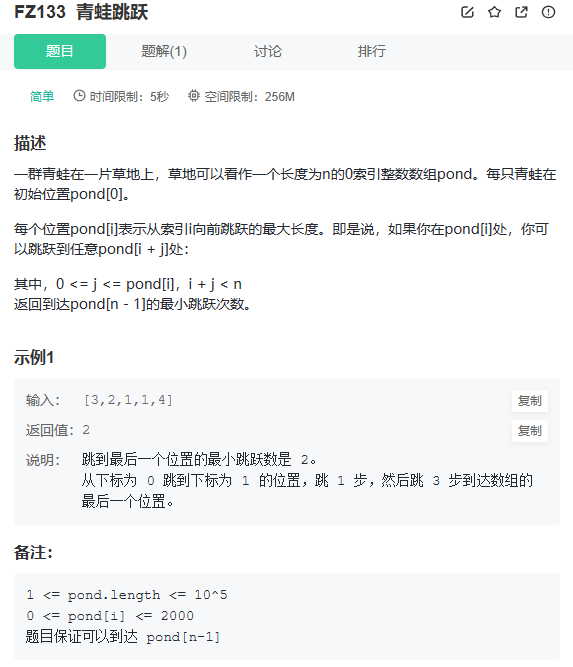 FZ133 青蛙跳跃
题目 题解(1) 讨论 排行
简单 时间限制：5秒 空间限制：256M
描述
一群青蛙在一片草地上，草地可以看作一个长度为n的0索引整数数组pond。每只青蛙在
初始位置pond[0]。
每个位置pond[i]表示从索引i向前跳跃的最大长度。即是说，如果你在pond[i]处，你可
以跳跃到任意pond[i + j]处：
其中，0 <= j <= pond[i]，i + j < n
返回到达pond[n - 1]的最小跳跃次数。
示例1
输入： [3,2,1,1,4] 复制
返回值：2 复制
说明： 跳到最后一个位置的最小跳跃数是 2。
从下标为 0 跳到下标为 1 的位置，跳 1 步，然后跳 3 步到达数组的
最后一个位置。
备注：
1 <= pond.length <= 10^5
0 <= pond[i] <= 2000
题目保证可以到达 pond[n-1]